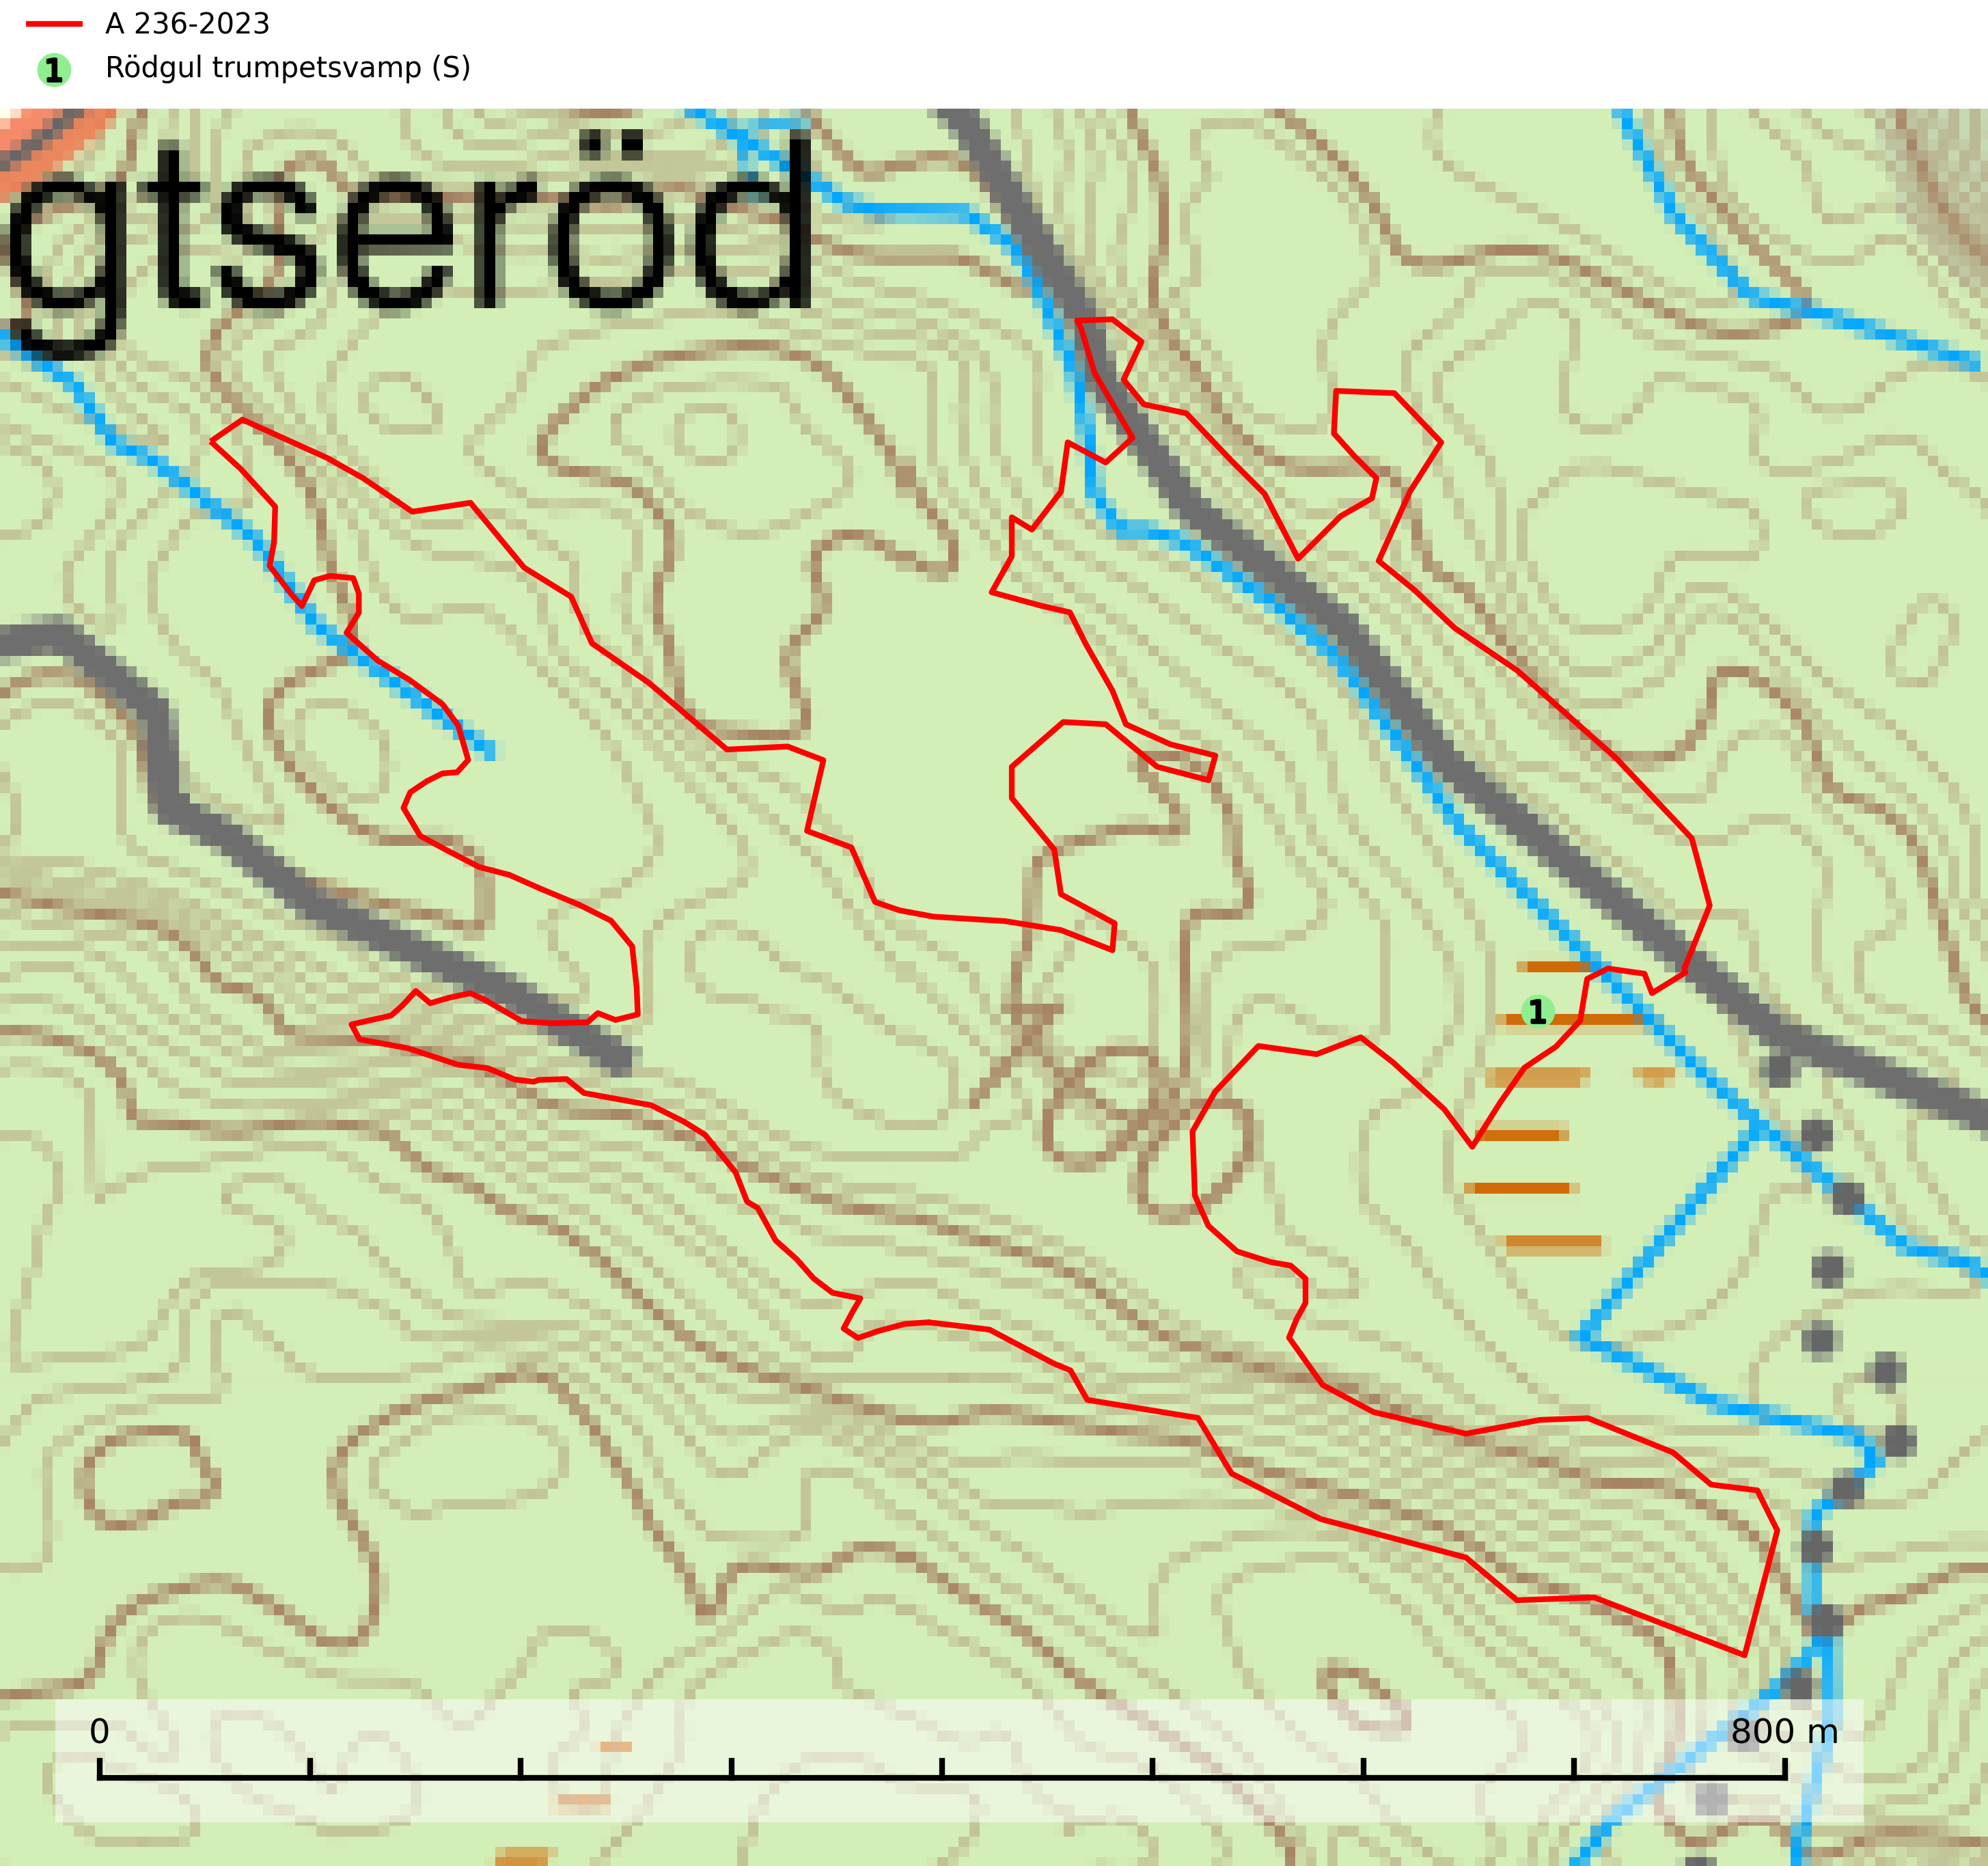 A 236-2023
1 Rödgul trumpetsvamp (S)
gtseröd
1
0 800 m